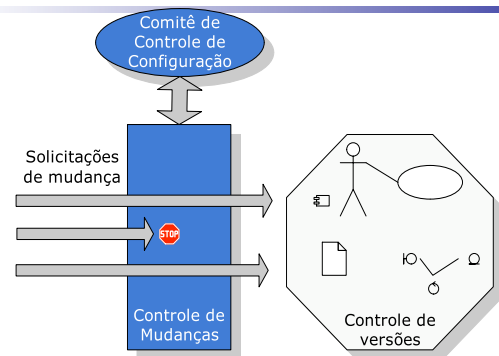 Comitê de
Controle de
Configuração
Solicitações
de mudança
STOP
Controle de
Mudanças
Controle de
versões